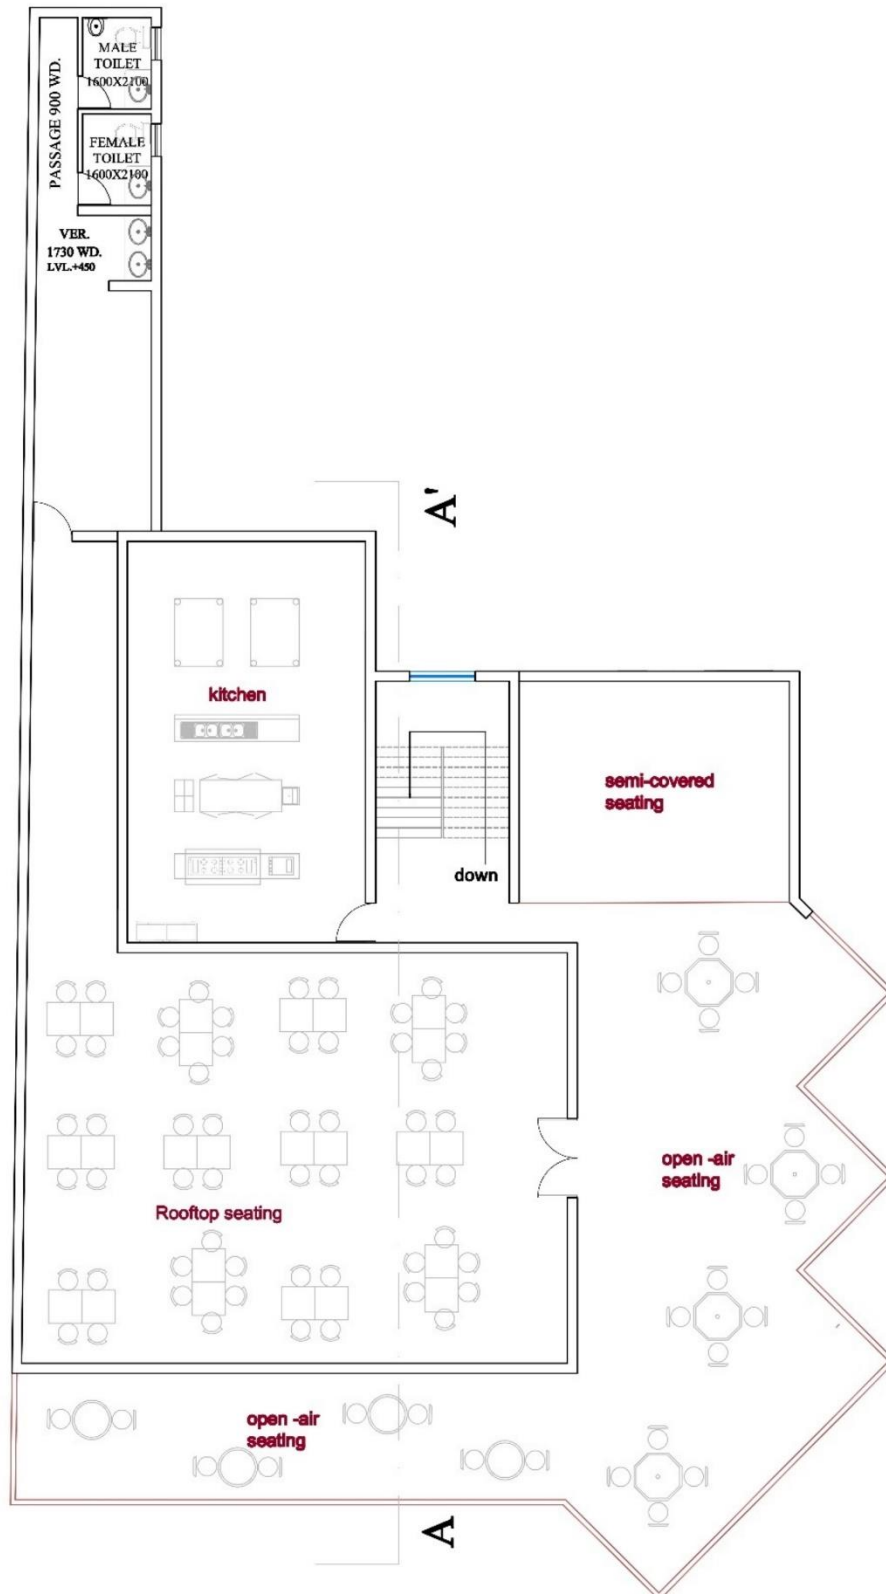 MALE
TOILET
1600X2100
PASSAGE 900 WD.
FEMALE
TOILET
1600X2100
VER.
1730 WD.
LVL.+450
A'
kitchen
semi-covered
seating
down
open -air
seating
Rooftop seating
open -air
seating
A